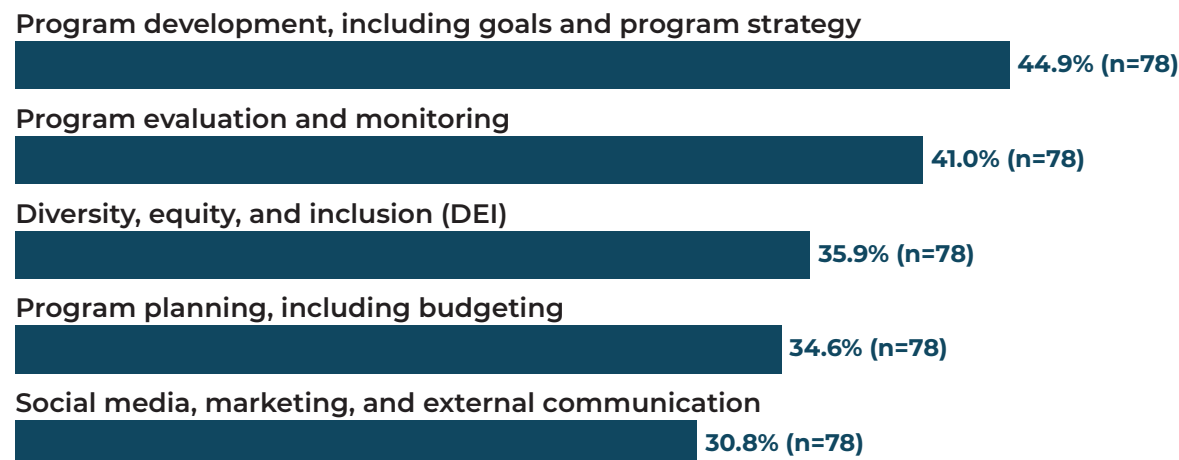 Program development, including goals and program strategy
44.9% (n=78)
Program evaluation and monitoring
41.0% (n=78)
Diversity, equity, and inclusion (DEI)
35.9% (n=78)
Program planning, including budgeting
34.6% (n=78)
Social media, marketing, and external communication
30.8% (n=78)